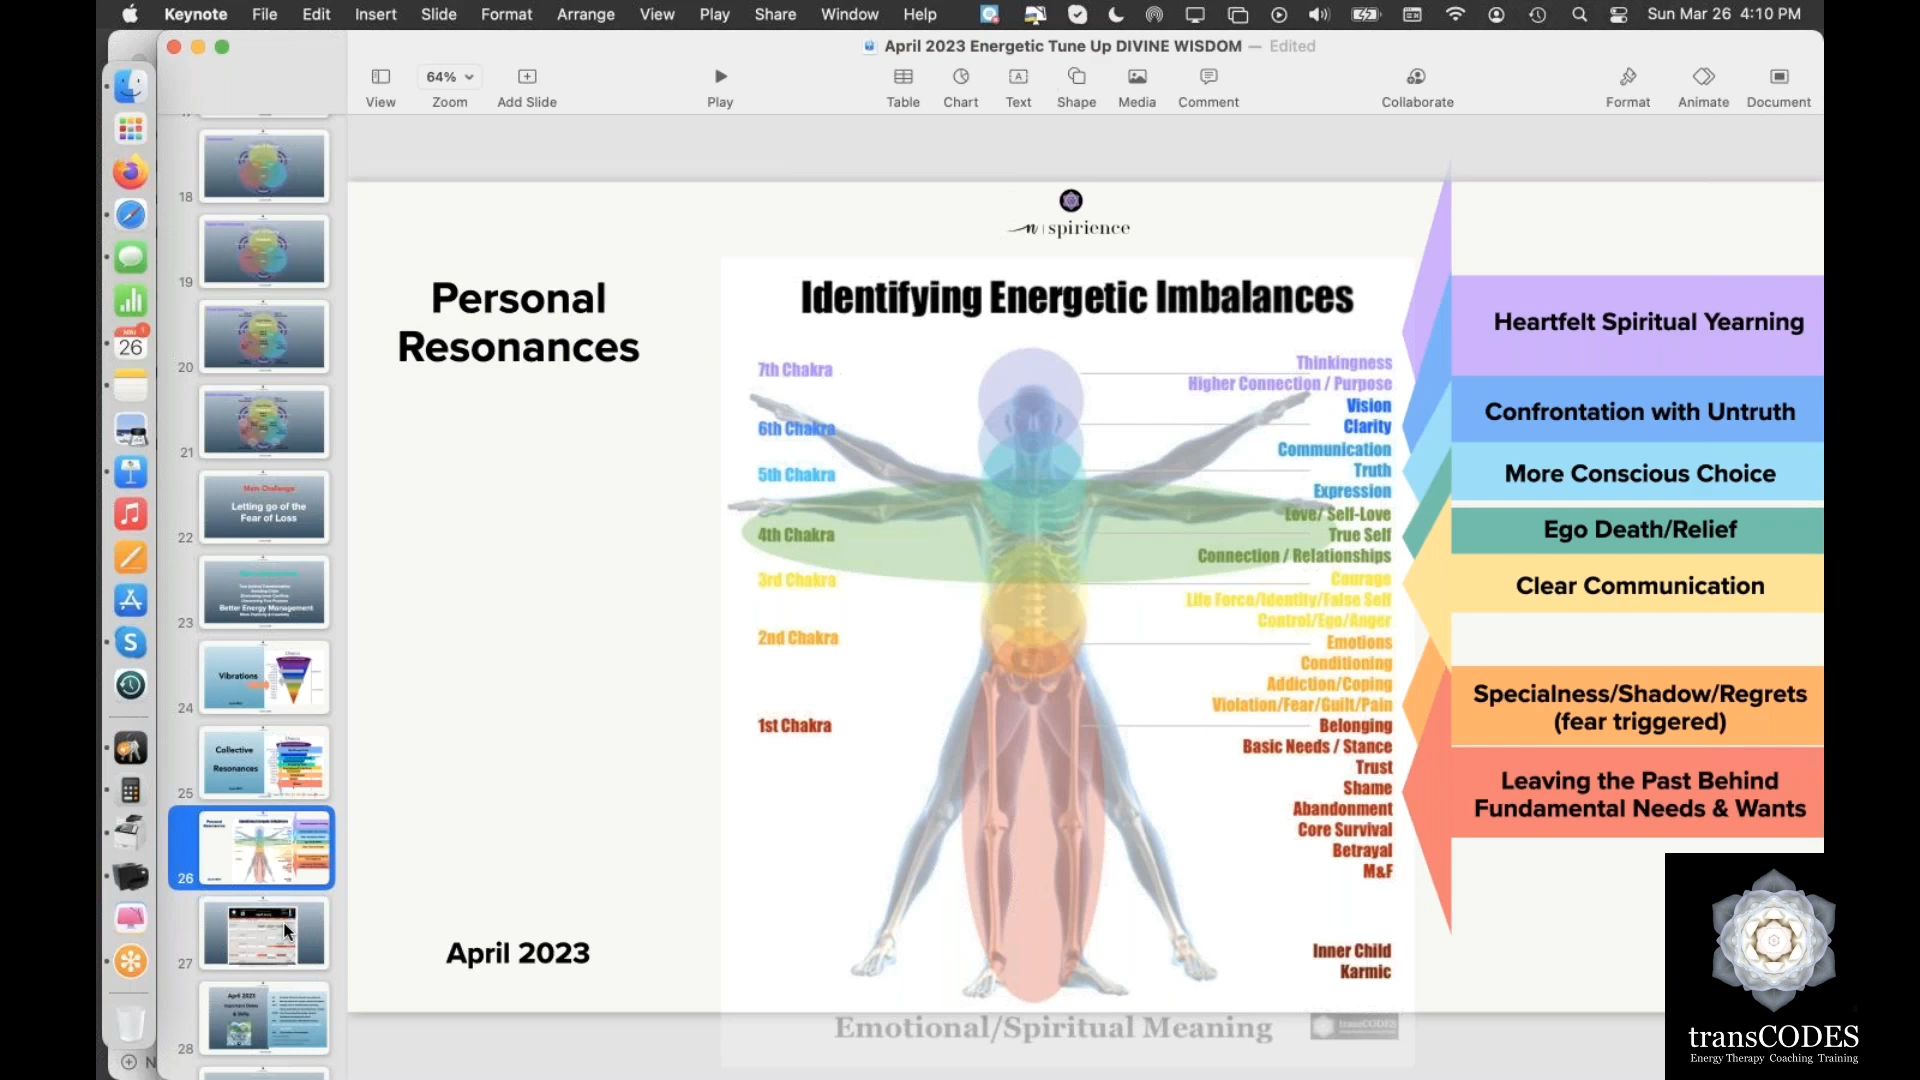 Keynote File Edit Insert Slide Format Arrange View Play Share Window Help Sun Mar 26 4:10 PM
April 2023 Energetic Tune Up DIVINE WISDOM — Edited
64%
View Zoom Add Slide Play Table Chart Text Shape Media Comment Collaborate Format Animate Document
18
19
20
21
Main Challenge
Letting go of the
Fear of Loss
22
Better Energy Management
23
Vibrations
24
Collective
Resonances
25
26
27
April 2023
28
26
n|spirience
Personal
Resonances
April 2023
Identifying Energetic Imbalances
7th Chakra
6th Chakra
5th Chakra
4th Chakra
3rd Chakra
2nd Chakra
1st Chakra
Thinkingness
Higher Connection / Purpose
Vision
Clarity
Communication
Truth
Expression
Love/ Self-Love
True Self
Connection / Relationships
Courage
Life Force/Identity/False Self
Control/Ego/Anger
Emotions
Conditioning
Addiction/Coping
Violation/Fear/Guilt/Pain
Belonging
Basic Needs / Stance
Trust
Shame
Abandonment
Core Survival
Betrayal
M&F
Inner Child
Karmic
Emotional/Spiritual Meaning
transCODES
Heartfelt Spiritual Yearning
Confrontation with Untruth
More Conscious Choice
Ego Death/Relief
Clear Communication
Specialness/Shadow/Regrets
(fear triggered)
Leaving the Past Behind
Fundamental Needs & Wants
transCODES
Energy Therapy Coaching Training